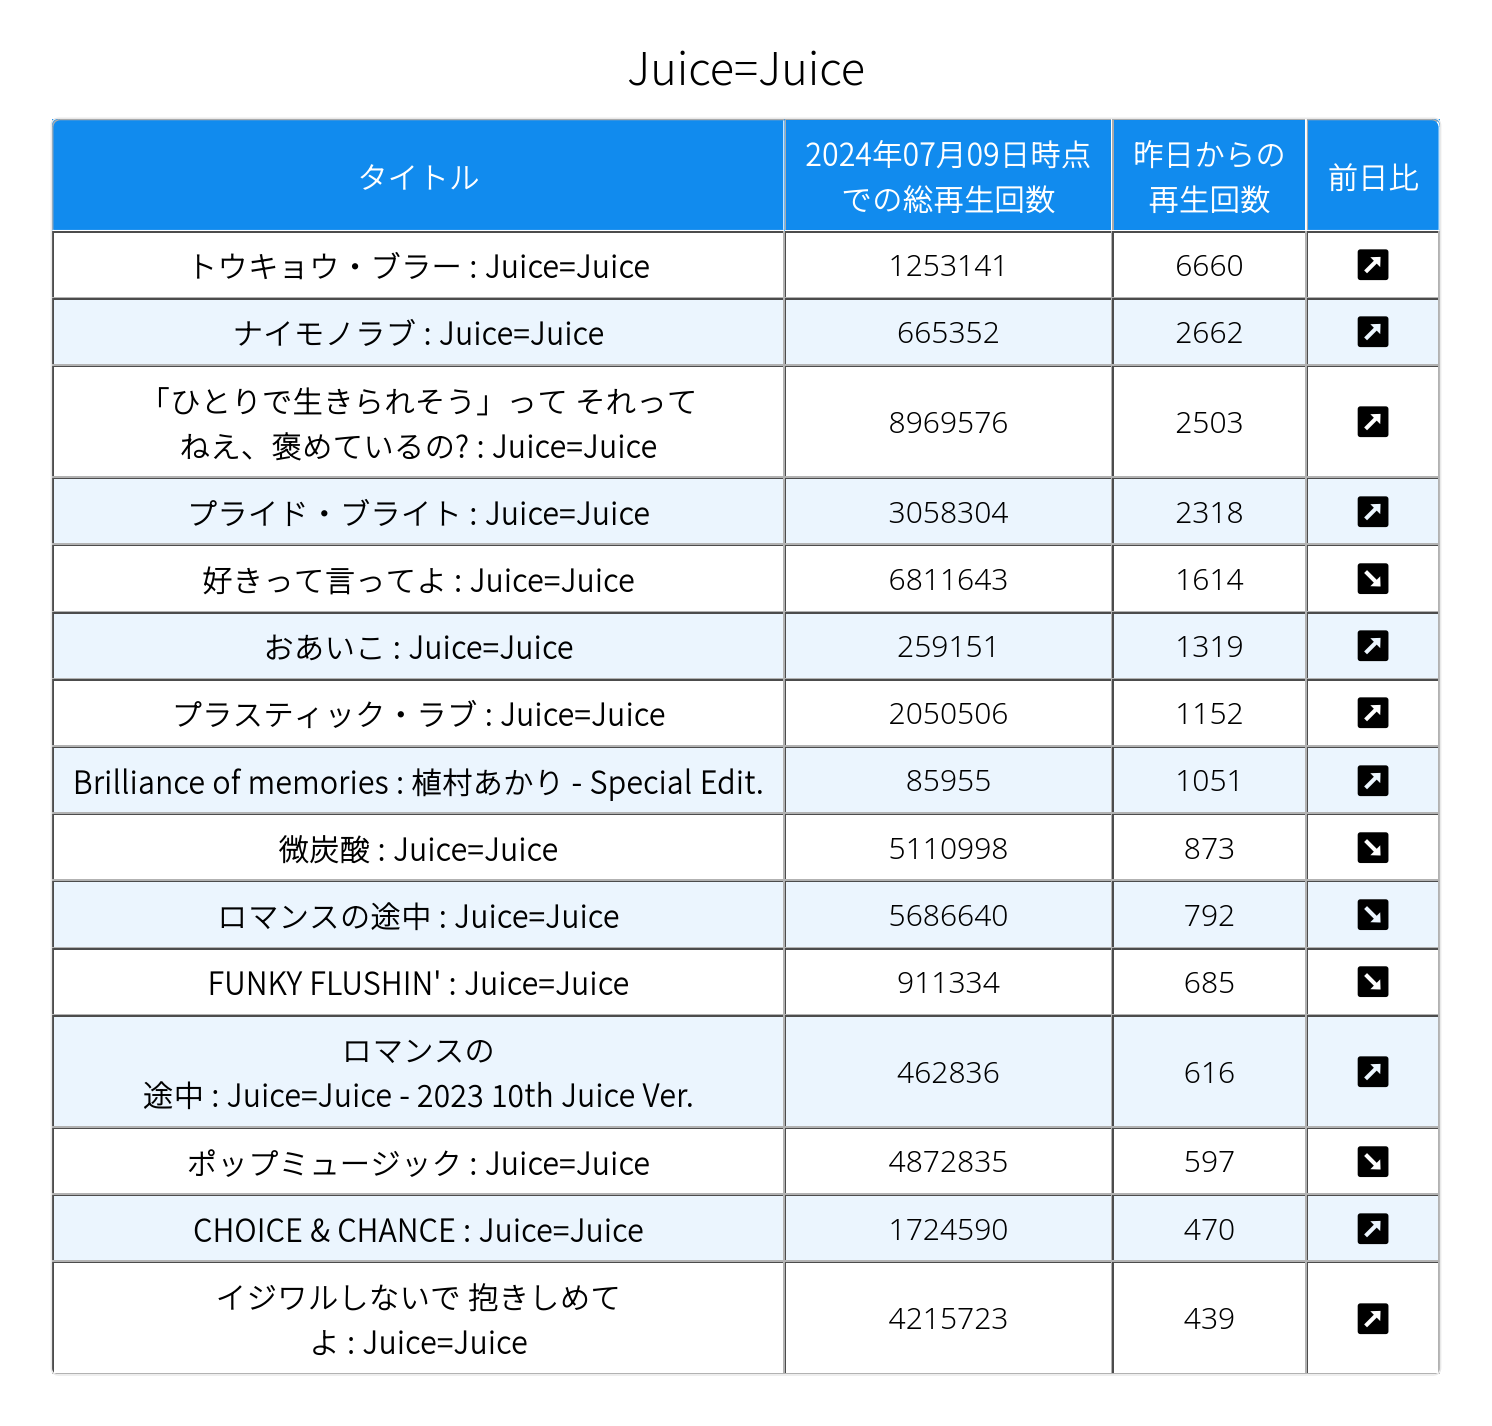 Juice=Juice
タイトル
2024年07月09日時点
での総再生回数
昨日からの
再生回数
前日比
トウキョウ・ブラー : Juice=Juice
1253141
6660
ナイモノラブ : Juice=Juice
665352
2662
「ひとりで生きられそう」って それって
ねえ、褒めているの? : Juice=Juice
8969576
2503
プライド・ブライト : Juice=Juice
3058304
2318
好きって言ってよ : Juice=Juice
6811643
1614
おあいこ : Juice=Juice
259151
1319
プラスティック・ラブ : Juice=Juice
2050506
1152
Brilliance of memories : 植村あかり - Special Edit.
85955
1051
微炭酸 : Juice=Juice
5110998
873
ロマンスの途中 : Juice=Juice
5686640
792
FUNKY FLUSHIN' : Juice=Juice
911334
685
ロマンスの
途中 : Juice=Juice - 2023 10th Juice Ver.
462836
616
ポップミュージック : Juice=Juice
4872835
597
CHOICE & CHANCE : Juice=Juice
1724590
470
イジワルしないで 抱きしめて
よ : Juice=Juice
4215723
439